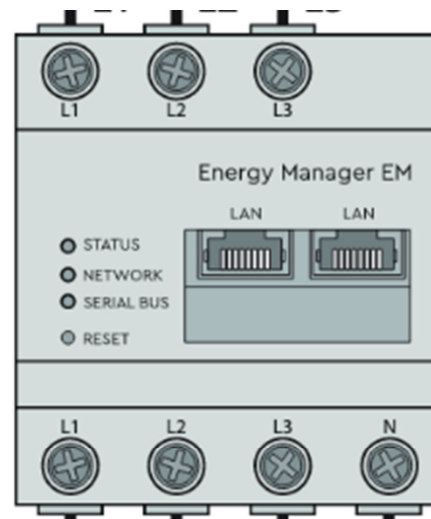 L1 L2 L3
Energy Manager EM
LAN LAN
STATUS
NETWORK
SERIAL BUS
RESET
L1 L2 L3 N